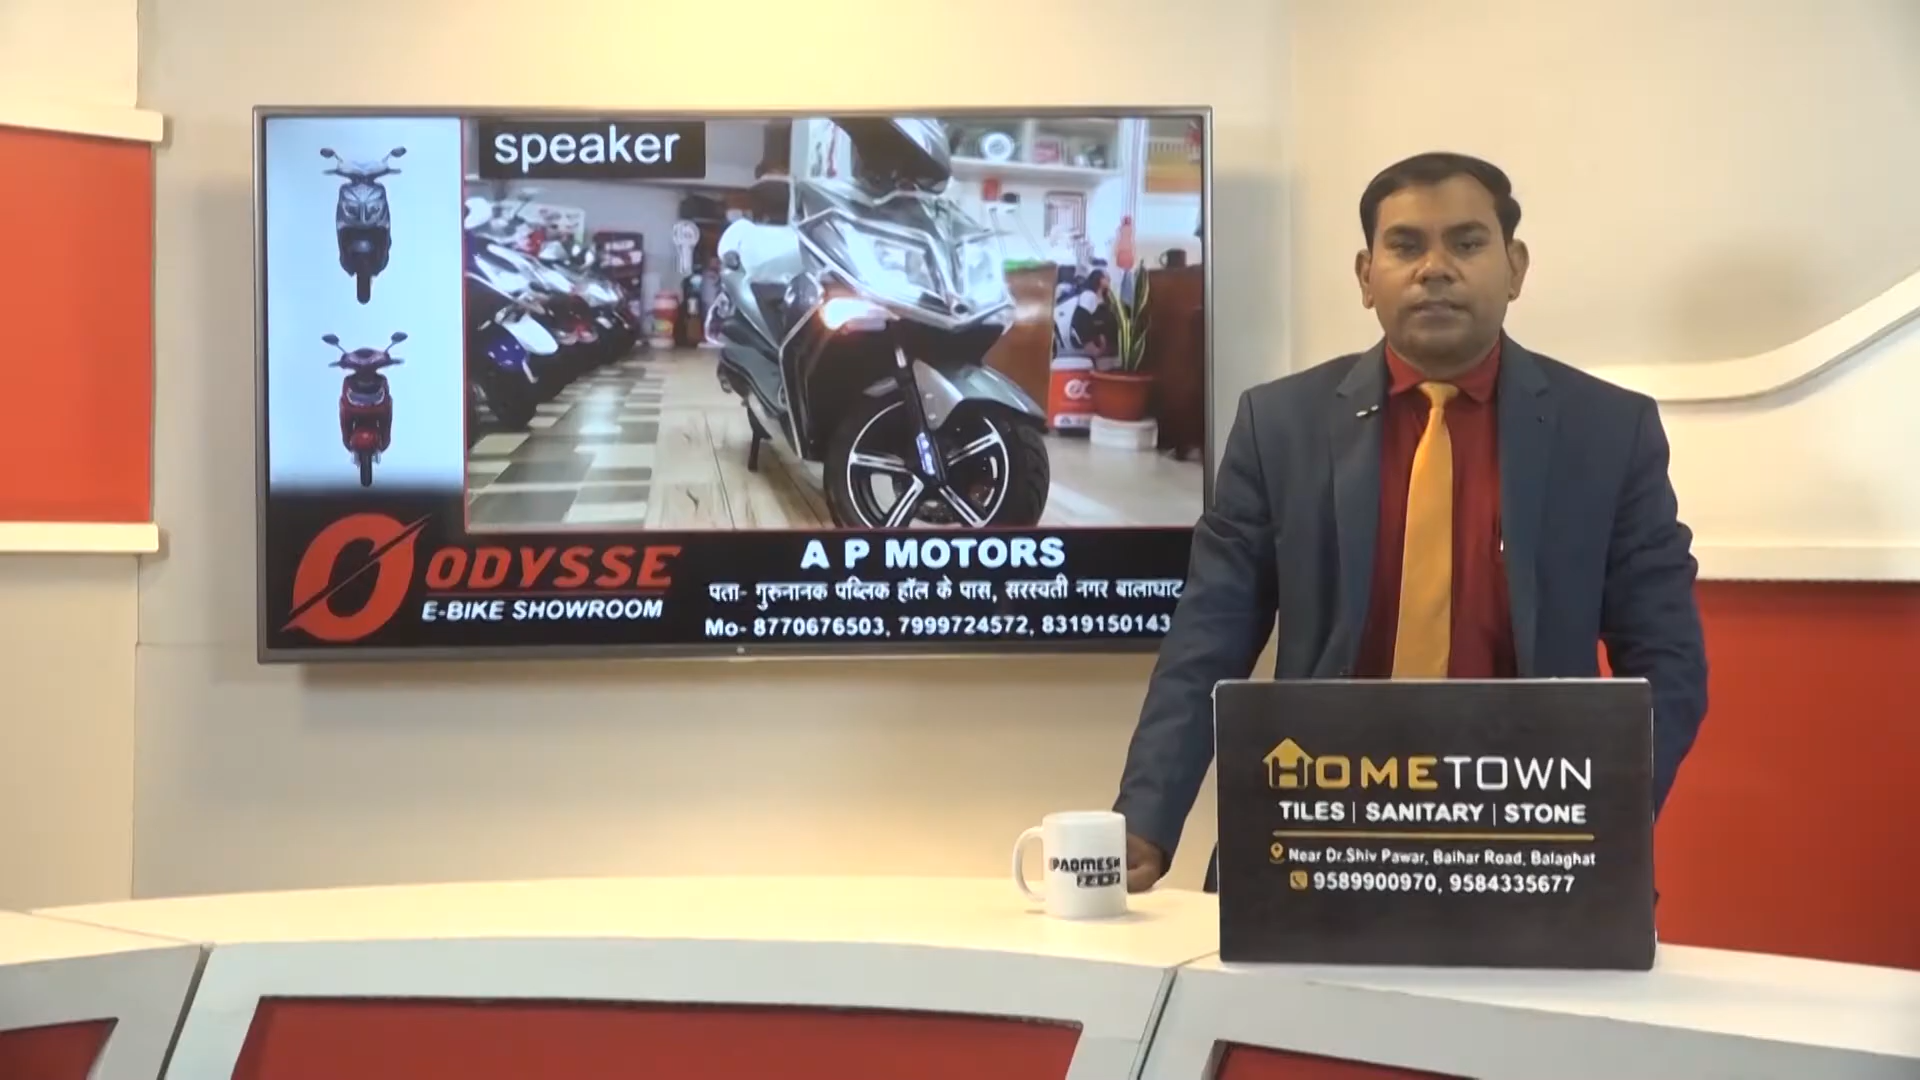 speaker
ODYSSE
E-BIKE SHOWROOM
A P MOTORS
पता- गुरुनानक पब्लिक हॉल के पास, सरस्वती नगर बालाघाट
Mo- 8770676503, 7999724572, 8319150143
HOMETOWN
TILES | SANITARY | STONE
Near Dr.Shiv Pawar, Baihar Road, Balaghat
9589900970, 9584335677
PADMESH
24x7